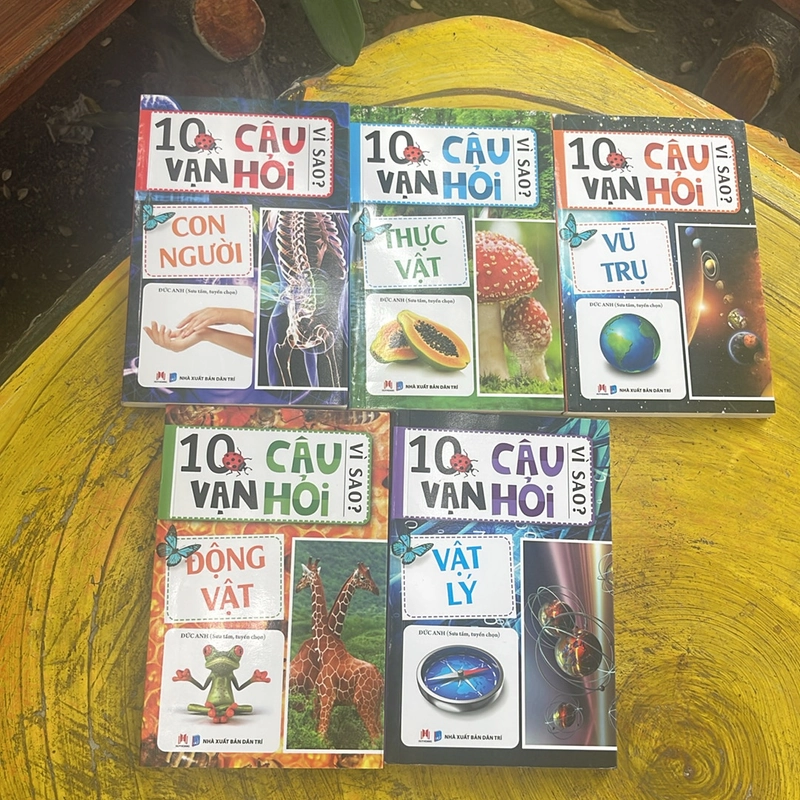 10 CÂU
VẠN HỎI
VÌ SAO?
CON
NGƯỜI
ĐỨC ANH (Sưu tầm, tuyển chọn)
NHÀ XUẤT BẢN DÂN TRÍ
10 CÂU
VẠN HỎI
VÌ SAO?
THỰC
VẬT
ĐỨC ANH (Sưu tầm, tuyển chọn)
NHÀ XUẤT BẢN DÂN TRÍ
10 CÂU
VẠN HỎI
VÌ SAO?
VŨ
TRỤ
ĐỨC ANH (Sưu tầm, tuyển chọn)
NHÀ XUẤT BẢN DÂN TRÍ
10 CÂU
VẠN HỎI
VÌ SAO?
ĐỘNG
VẬT
ĐỨC ANH (Sưu tầm, tuyển chọn)
NHÀ XUẤT BẢN DÂN TRÍ
10 CÂU
VẠN HỎI
VÌ SAO?
VẬT
LÝ
ĐỨC ANH (Sưu tầm, tuyển chọn)
NHÀ XUẤT BẢN DÂN TRÍ